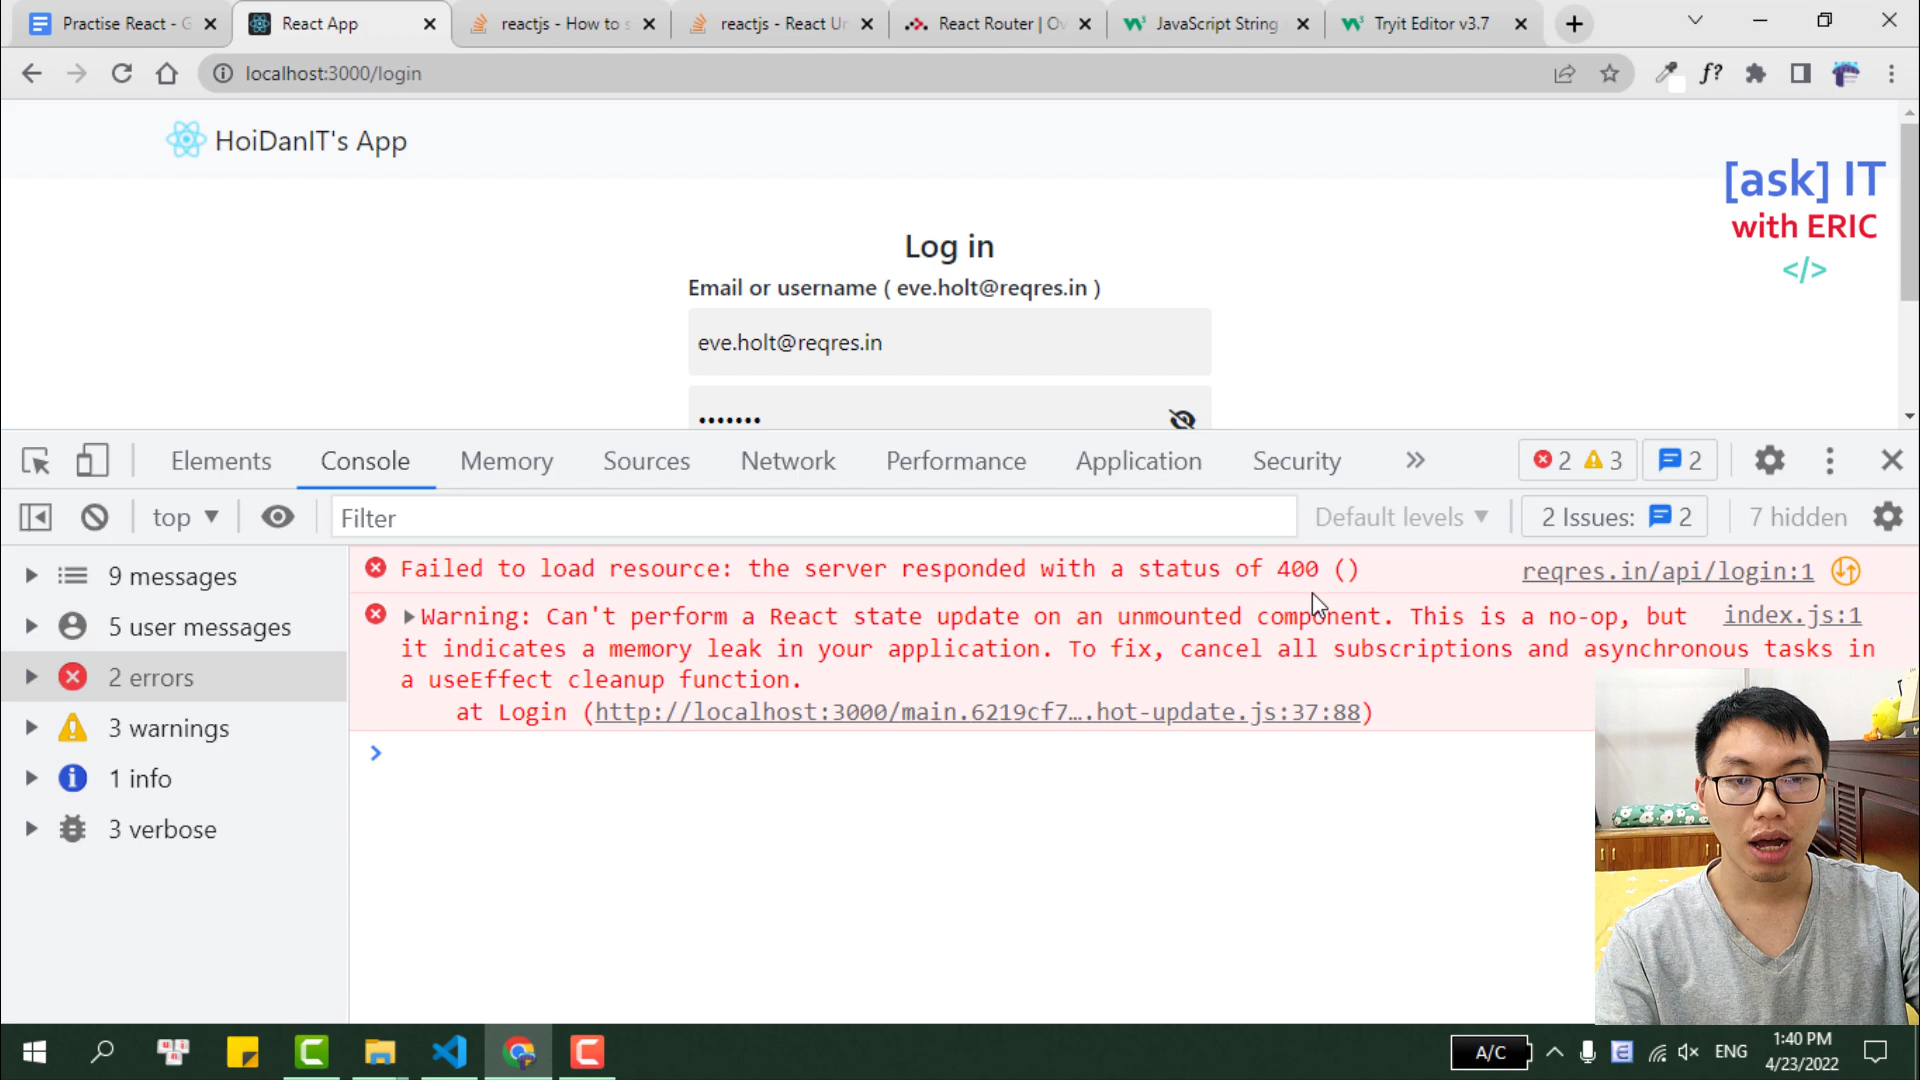 Practise React - G
React App
reactjs - How to s
reactjs - React Un
React Router | Ov
JavaScript String
Tryit Editor v3.7
localhost:3000/login
f?
HoiDanIT's App
[ask] IT
with ERIC
</>
Log in
Email or username ( eve.holt@reqres.in )
eve.holt@reqres.in
•••••••
Elements
Console
Memory
Sources
Network
Performance
Application
Security
2
3
2
top
Filter
Default levels
2 Issues:
2
7 hidden
9 messages
5 user messages
2 errors
3 warnings
1 info
3 verbose
Failed to load resource: the server responded with a status of 400 ()
reqres.in/api/login:1
Warning: Can't perform a React state update on an unmounted component. This is a no-op, but
index.js:1
it indicates a memory leak in your application. To fix, cancel all subscriptions and asynchronous tasks in
a useEffect cleanup function.
at Login (http://localhost:3000/main.6219cf7….hot-update.js:37:88)
A/C
ENG
1:40 PM
4/23/2022